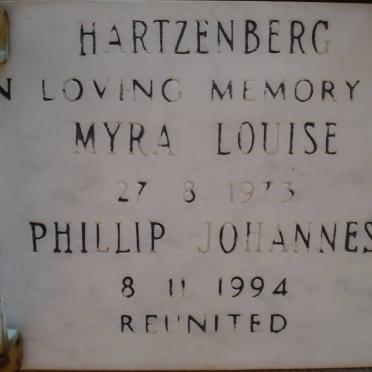 HARTZENBERG
N LOVING MEMORY
MYRA LOUISE
27 8 1973
PHILLIP JOHANNES
8 11 1994
REUNITED